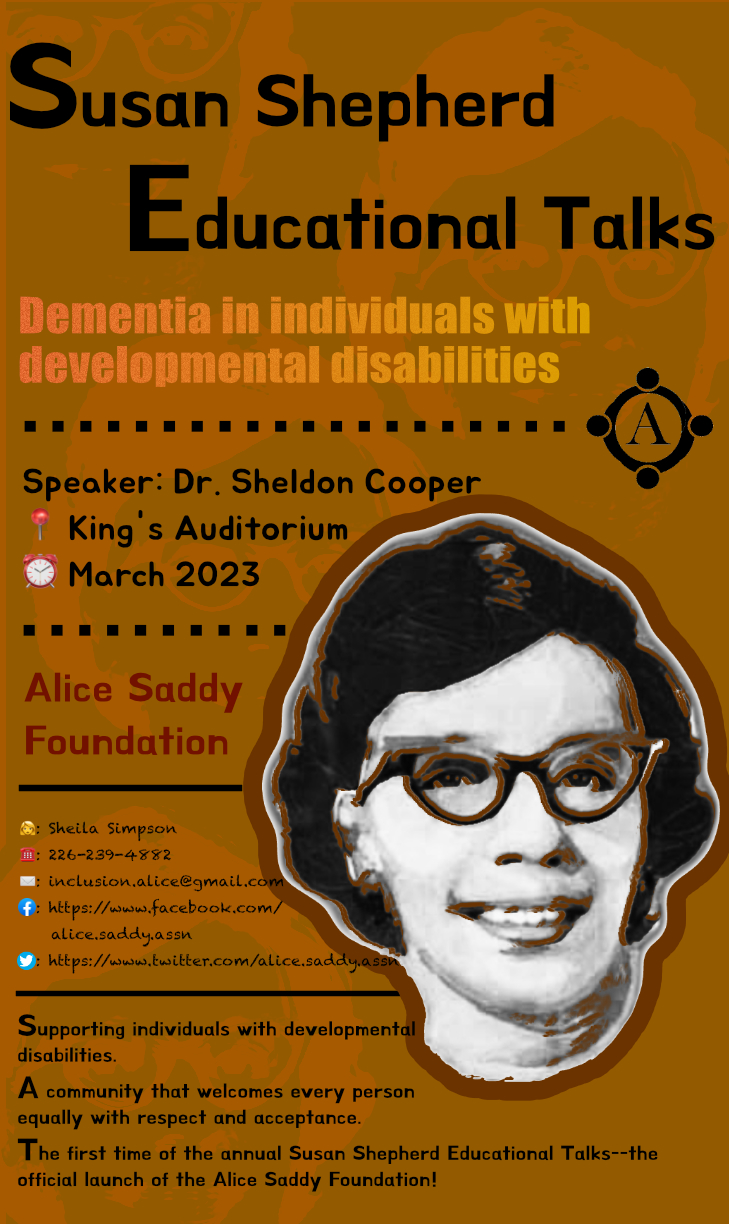 Susan Shepherd
Educational Talks
Dementia in individuals with
developmental disabilities
A
Speaker: Dr. Sheldon Cooper
King's Auditorium
March 2023
Alice Saddy
Foundation
: Sheila Simpson
: 226-239-4882
: inclusion.alice@gmail.com
: https://www.facebook.com/
alice.saddy.assn
: https://www.twitter.com/alice.saddy.assn
Supporting individuals with developmental
disabilities.
A community that welcomes every person
equally with respect and acceptance.
The first time of the annual Susan Shepherd Educational Talks--the
official launch of the Alice Saddy Foundation!